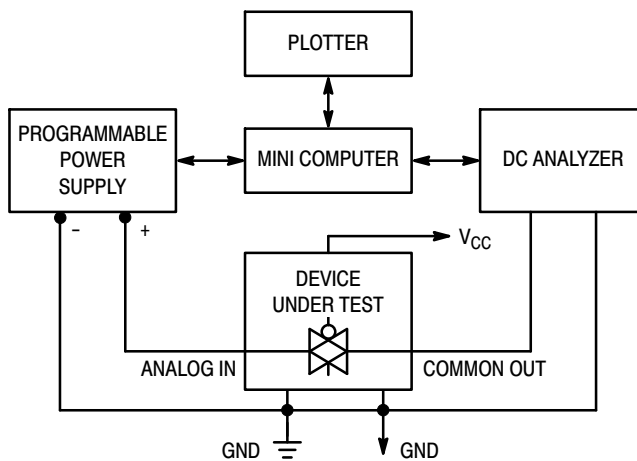 PLOTTER
PROGRAMMABLE
POWER
SUPPLY
MINI COMPUTER
DC ANALYZER
– +
VCC
DEVICE
UNDER TEST
ANALOG IN
COMMON OUT
GND
GND